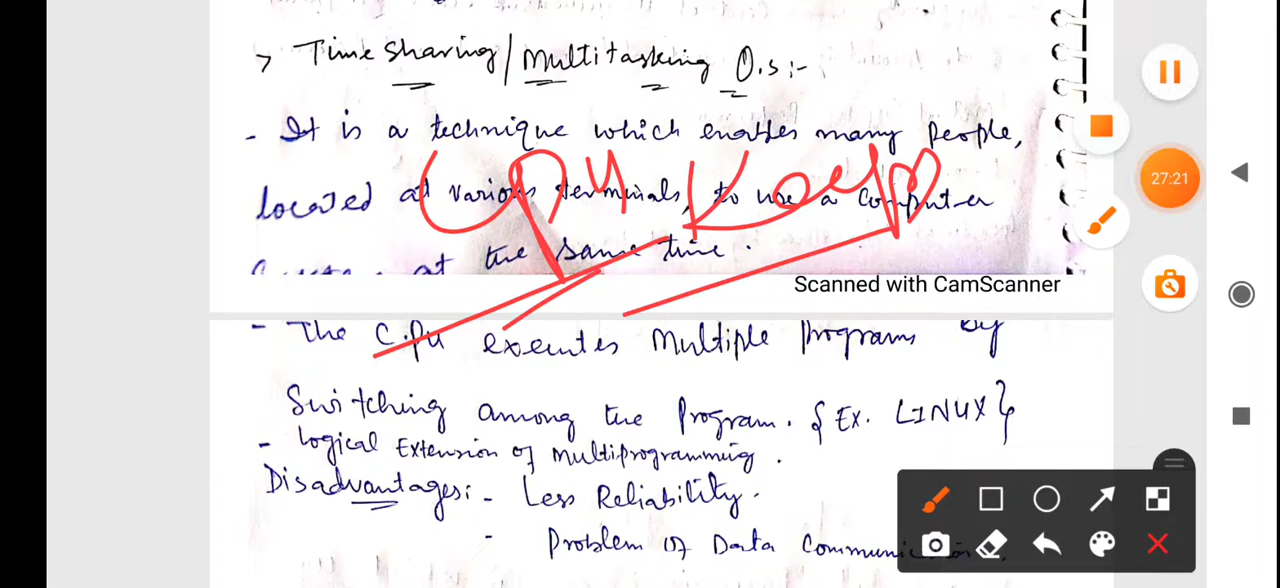 > Time Sharing/Multitasking O.S:-
- It is a technique which enables many people,
located at various terminals, to use a computer
at the same time.
CPU Keep
Scanned with CamScanner
- The C.PU executes Multiple Programs By
Switching among the Program. { Ex. LINUX }
- Logical Extension of Multiprogramming.
Disadvantages: - Less Reliability.
- Problem of Data Communication.
27:21